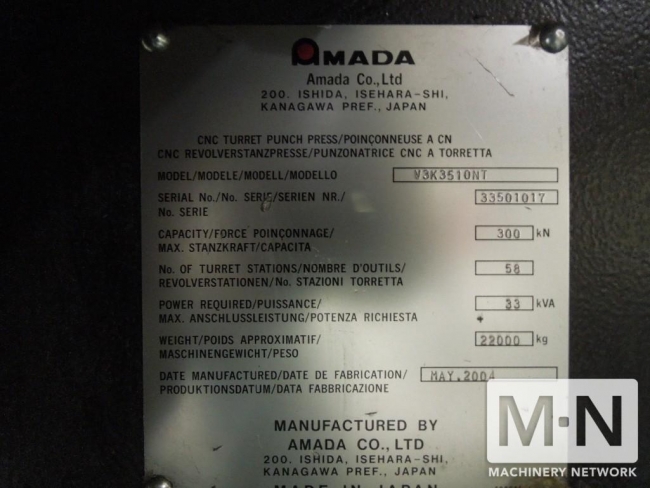 AMADA
Amada Co.,Ltd
200. ISHIDA, ISEHARA-SHI,
KANAGAWA PREF., JAPAN
CNC TURRET PUNCH PRESS/POINÇONNEUSE A CN
CNC REVOLVERSTANZPRESSE/PUNZONATRICE CNC A TORRETTA
MODEL/MODELE/MODELL/MODELLO V3K3510NT
SERIAL No./No. SERIE/SERIEN NR./ 33501017
No. SERIE
CAPACITY/FORCE POINÇONNAGE/ 300 kN
MAX. STANZKRAFT/CAPACITA
No. OF TURRET STATIONS/NOMBRE D'OUTILS/ 58
REVOLVERSTATIONEN/No. STAZIONI TORRETTA
POWER REQUIRED/PUISSANCE/ 33 kVA
MAX. ANSCHLUSSLEISTUNG/POTENZA RICHIESTA
WEIGHT/POIDS APPROXIMATIF/ 22000 kg
MASCHINENGEWICHT/PESO
DATE MANUFACTURED/DATE DE FABRICATION/ MAY.2004
PRODUKTIONSDATUM/DATA FABBRICAZIONE
MANUFACTURED BY
AMADA CO.,LTD
200. ISHIDA, ISEHARA-SHI,
KANAGAWA PREF., JAPAN
MADE IN JAPAN
M·N
MACHINERY NETWORK